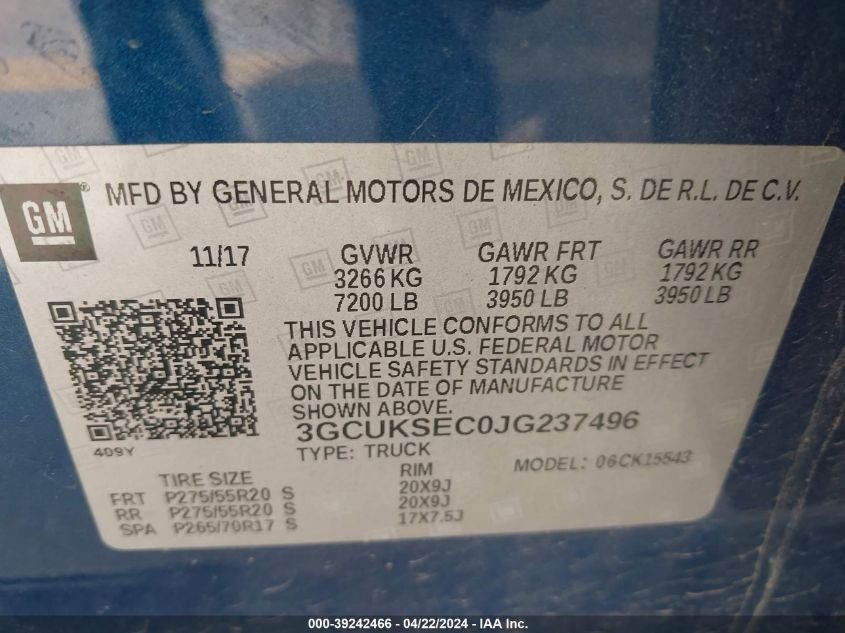 GM® MFD BY GENERAL MOTORS DE MEXICO, S. DE R.L. DE C.V.
11/17 GVWR GAWR FRT GAWR RR
3266 KG 1792 KG 1792 KG
7200 LB 3950 LB 3950 LB
THIS VEHICLE CONFORMS TO ALL
APPLICABLE U.S. FEDERAL MOTOR
VEHICLE SAFETY STANDARDS IN EFFECT
ON THE DATE OF MANUFACTURE
SHOWN ABOVE.
3GCUKSEC0JG237496
409Y TYPE: TRUCK MODEL: 06CK15543
TIRE SIZE RIM
FRT P275/55R20 S 20X9J
RR P275/55R20 S 20X9J
SPA P265/70R17 S 17X7.5J
000-39242466 - 04/22/2024 - IAA Inc.